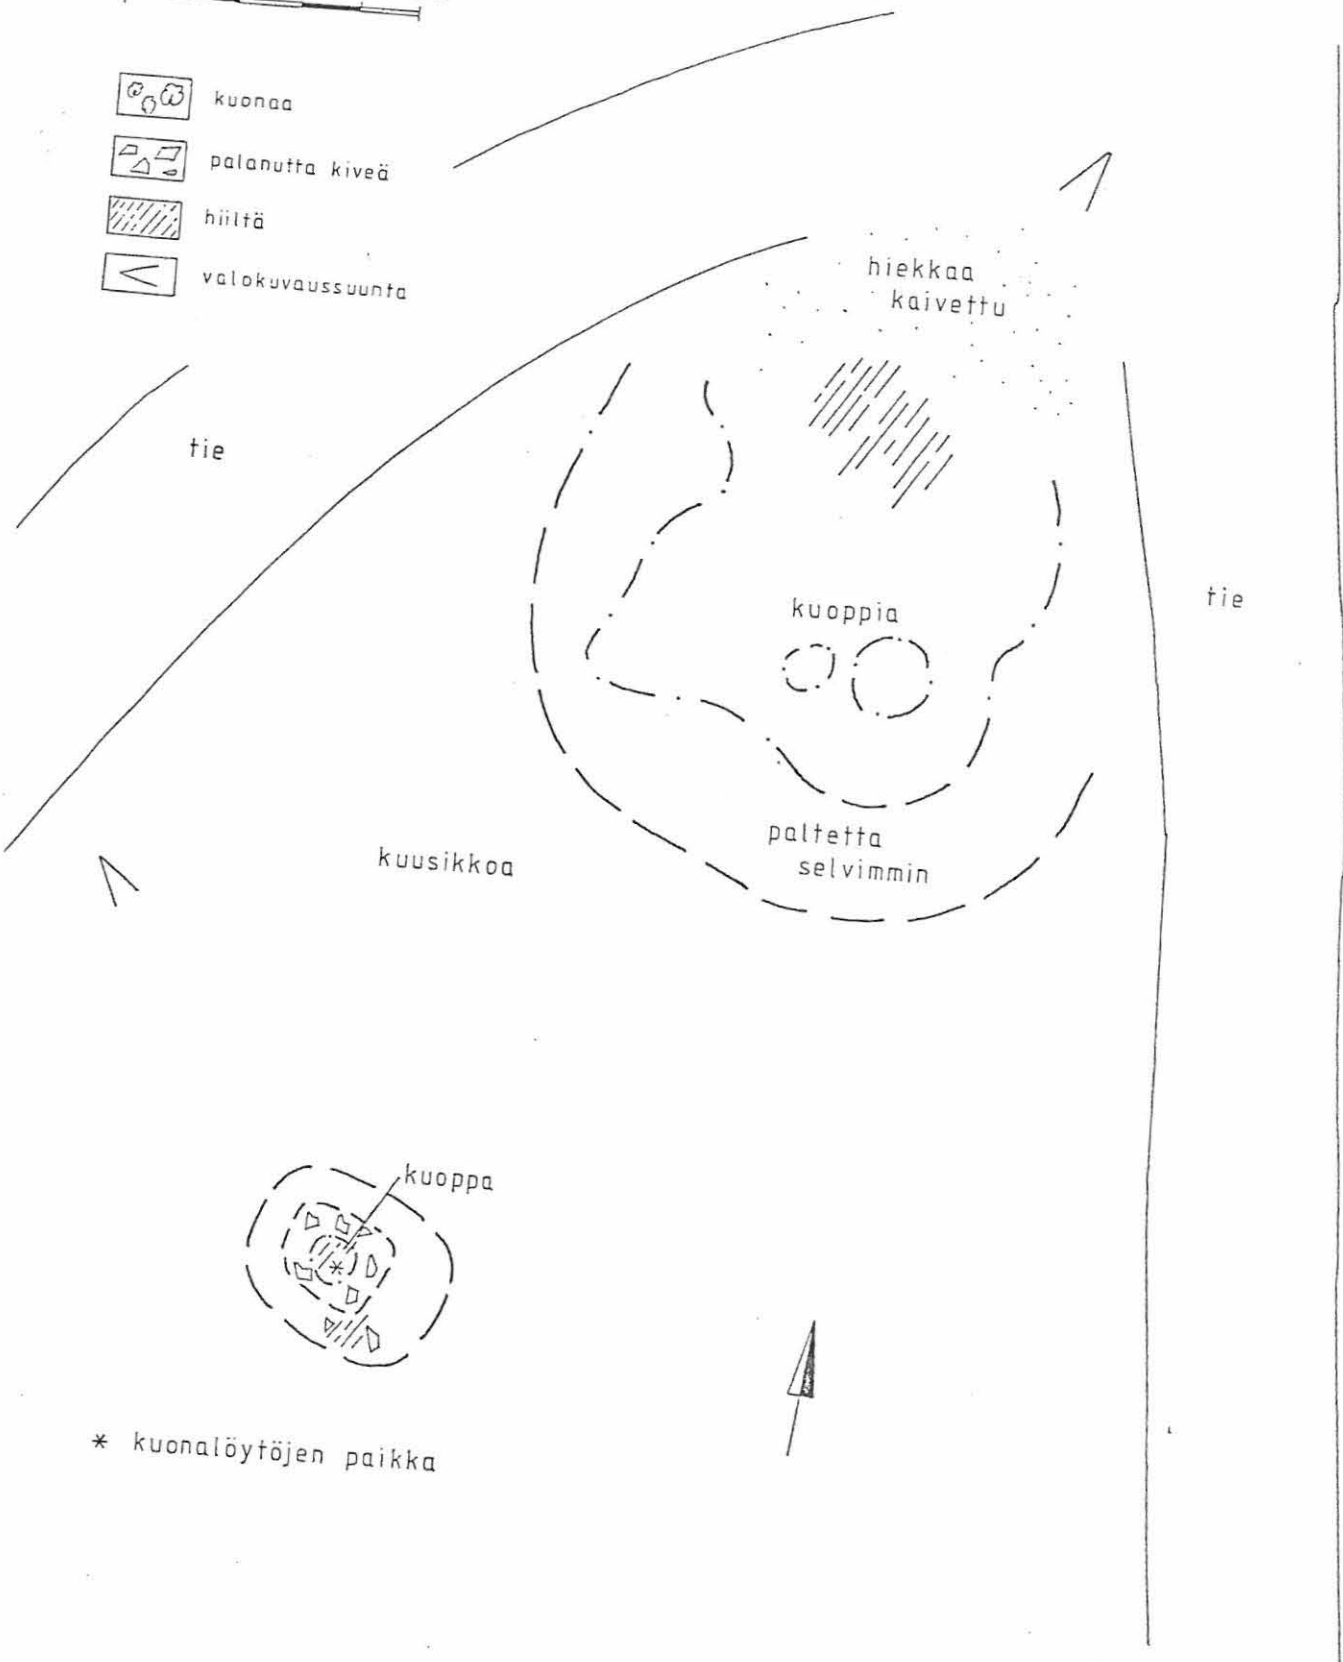 kuonaa
palanutta kiveä
hiiltä
valokuvaussuunta
hiekkaa
kaivettu
tie
kuoppia
tie
paltetta
selvimmin
kuusikkoa
kuoppa
* kuonalöytöjen paikka